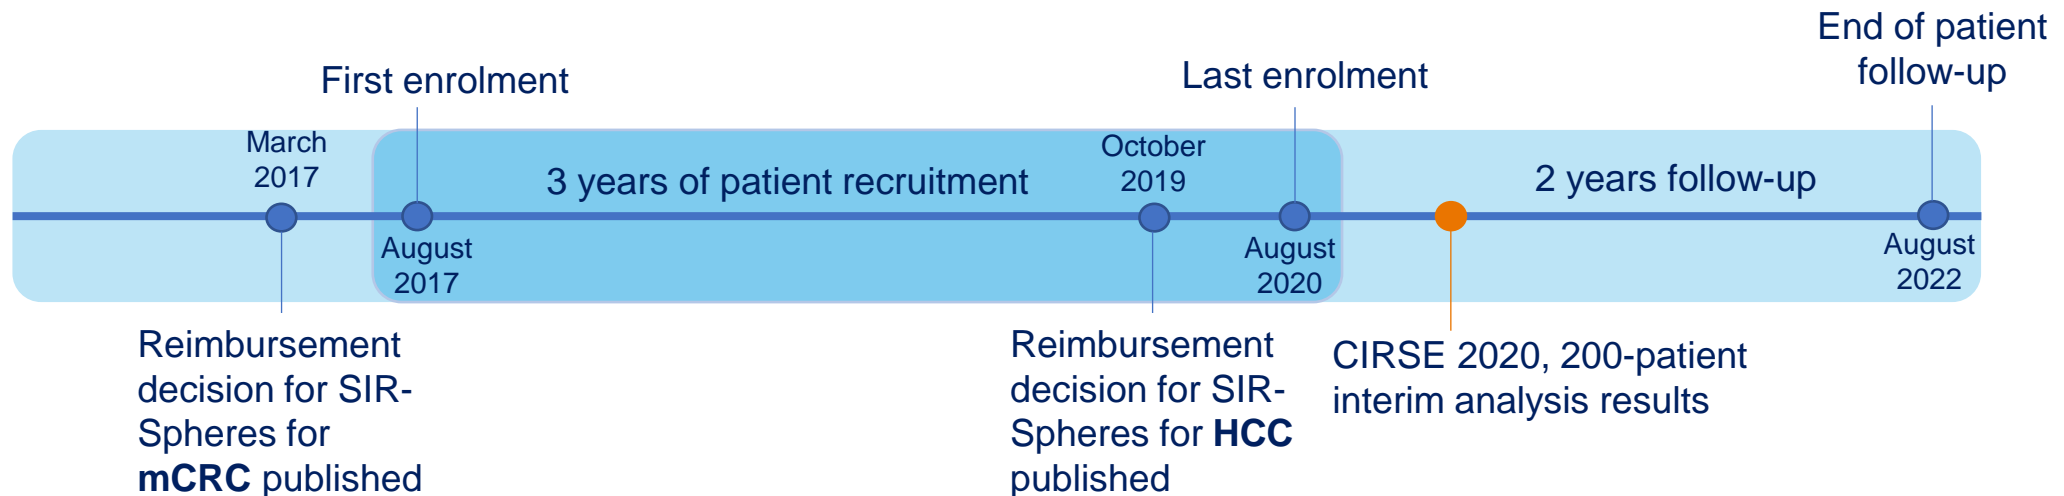 End of patient
follow-up
First enrolment
Last enrolment
March
2017
3 years of patient recruitment
October
2019
2 years follow-up
August
2017
August
2020
August
2022
Reimbursement
decision for SIR-
Spheres for
mCRC published
Reimbursement
decision for SIR-
Spheres for HCC
published
CIRSE 2020, 200-patient
interim analysis results